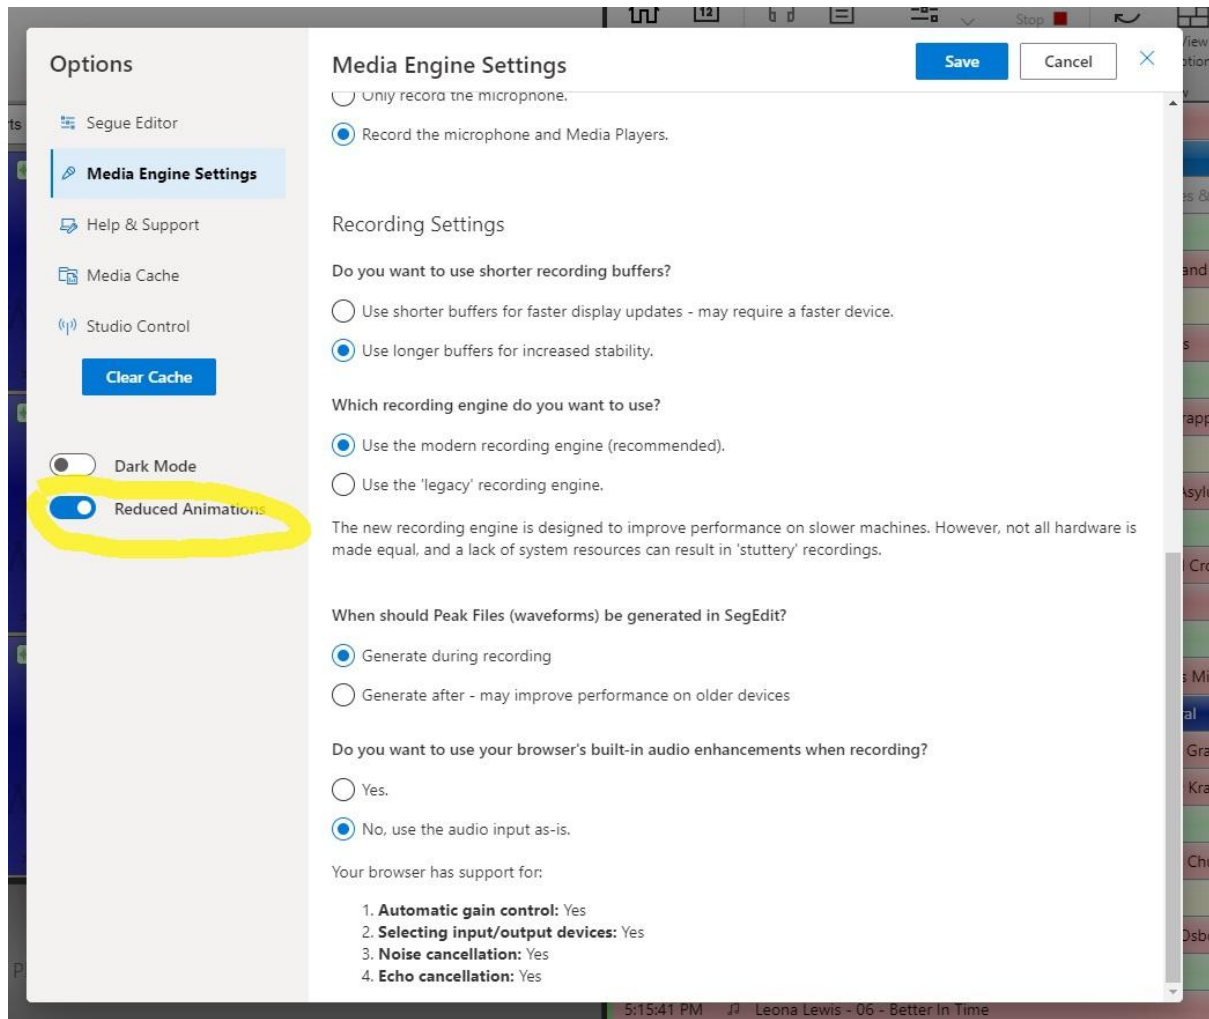 12
Stop
View
Options
Media Engine Settings
Save
Cancel
Only record the microphone.
Segue Editor
Record the microphone and Media Players.
Media Engine Settings
Help & Support
Recording Settings
Do you want to use shorter recording buffers?
Media Cache
Use shorter buffers for faster display updates - may require a faster device.
Studio Control
Use longer buffers for increased stability.
Clear Cache
Which recording engine do you want to use?
Use the modern recording engine (recommended).
Dark Mode
Use the 'legacy' recording engine.
Reduced Animations
The new recording engine is designed to improve performance on slower machines. However, not all hardware is
made equal, and a lack of system resources can result in 'stuttery' recordings.
When should Peak Files (waveforms) be generated in SegEdit?
Generate during recording
Generate after - may improve performance on older devices
Do you want to use your browser's built-in audio enhancements when recording?
Yes.
No, use the audio input as-is.
Your browser has support for:
1. Automatic gain control: Yes
2. Selecting input/output devices: Yes
3. Noise cancellation: Yes
4. Echo cancellation: Yes
5:15:41 PM Leona Lewis - 06 - Better In Time